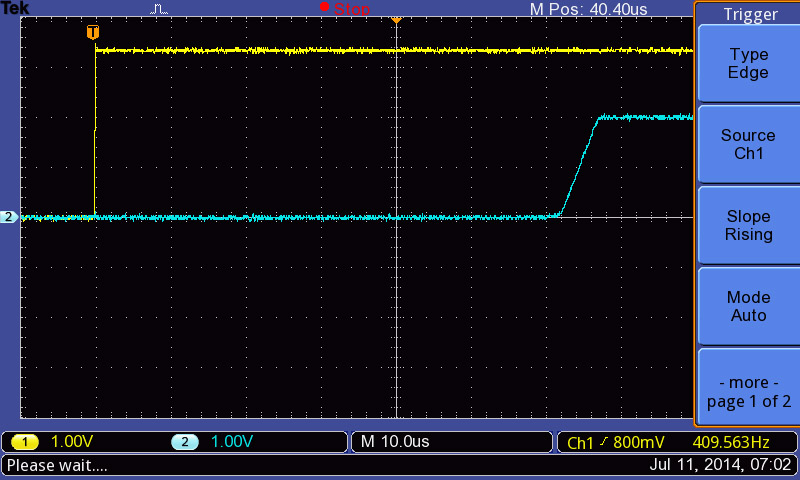 Tek
Stop
M Pos: 40.40us
Trigger
T
Type
Edge
Source
Ch1
2
Slope
Rising
Mode
Auto
- more -
page 1 of 2
1 1.00V
2 1.00V
M 10.0us
Ch1 800mV 409.563Hz
Please wait....
Jul 11, 2014, 07:02